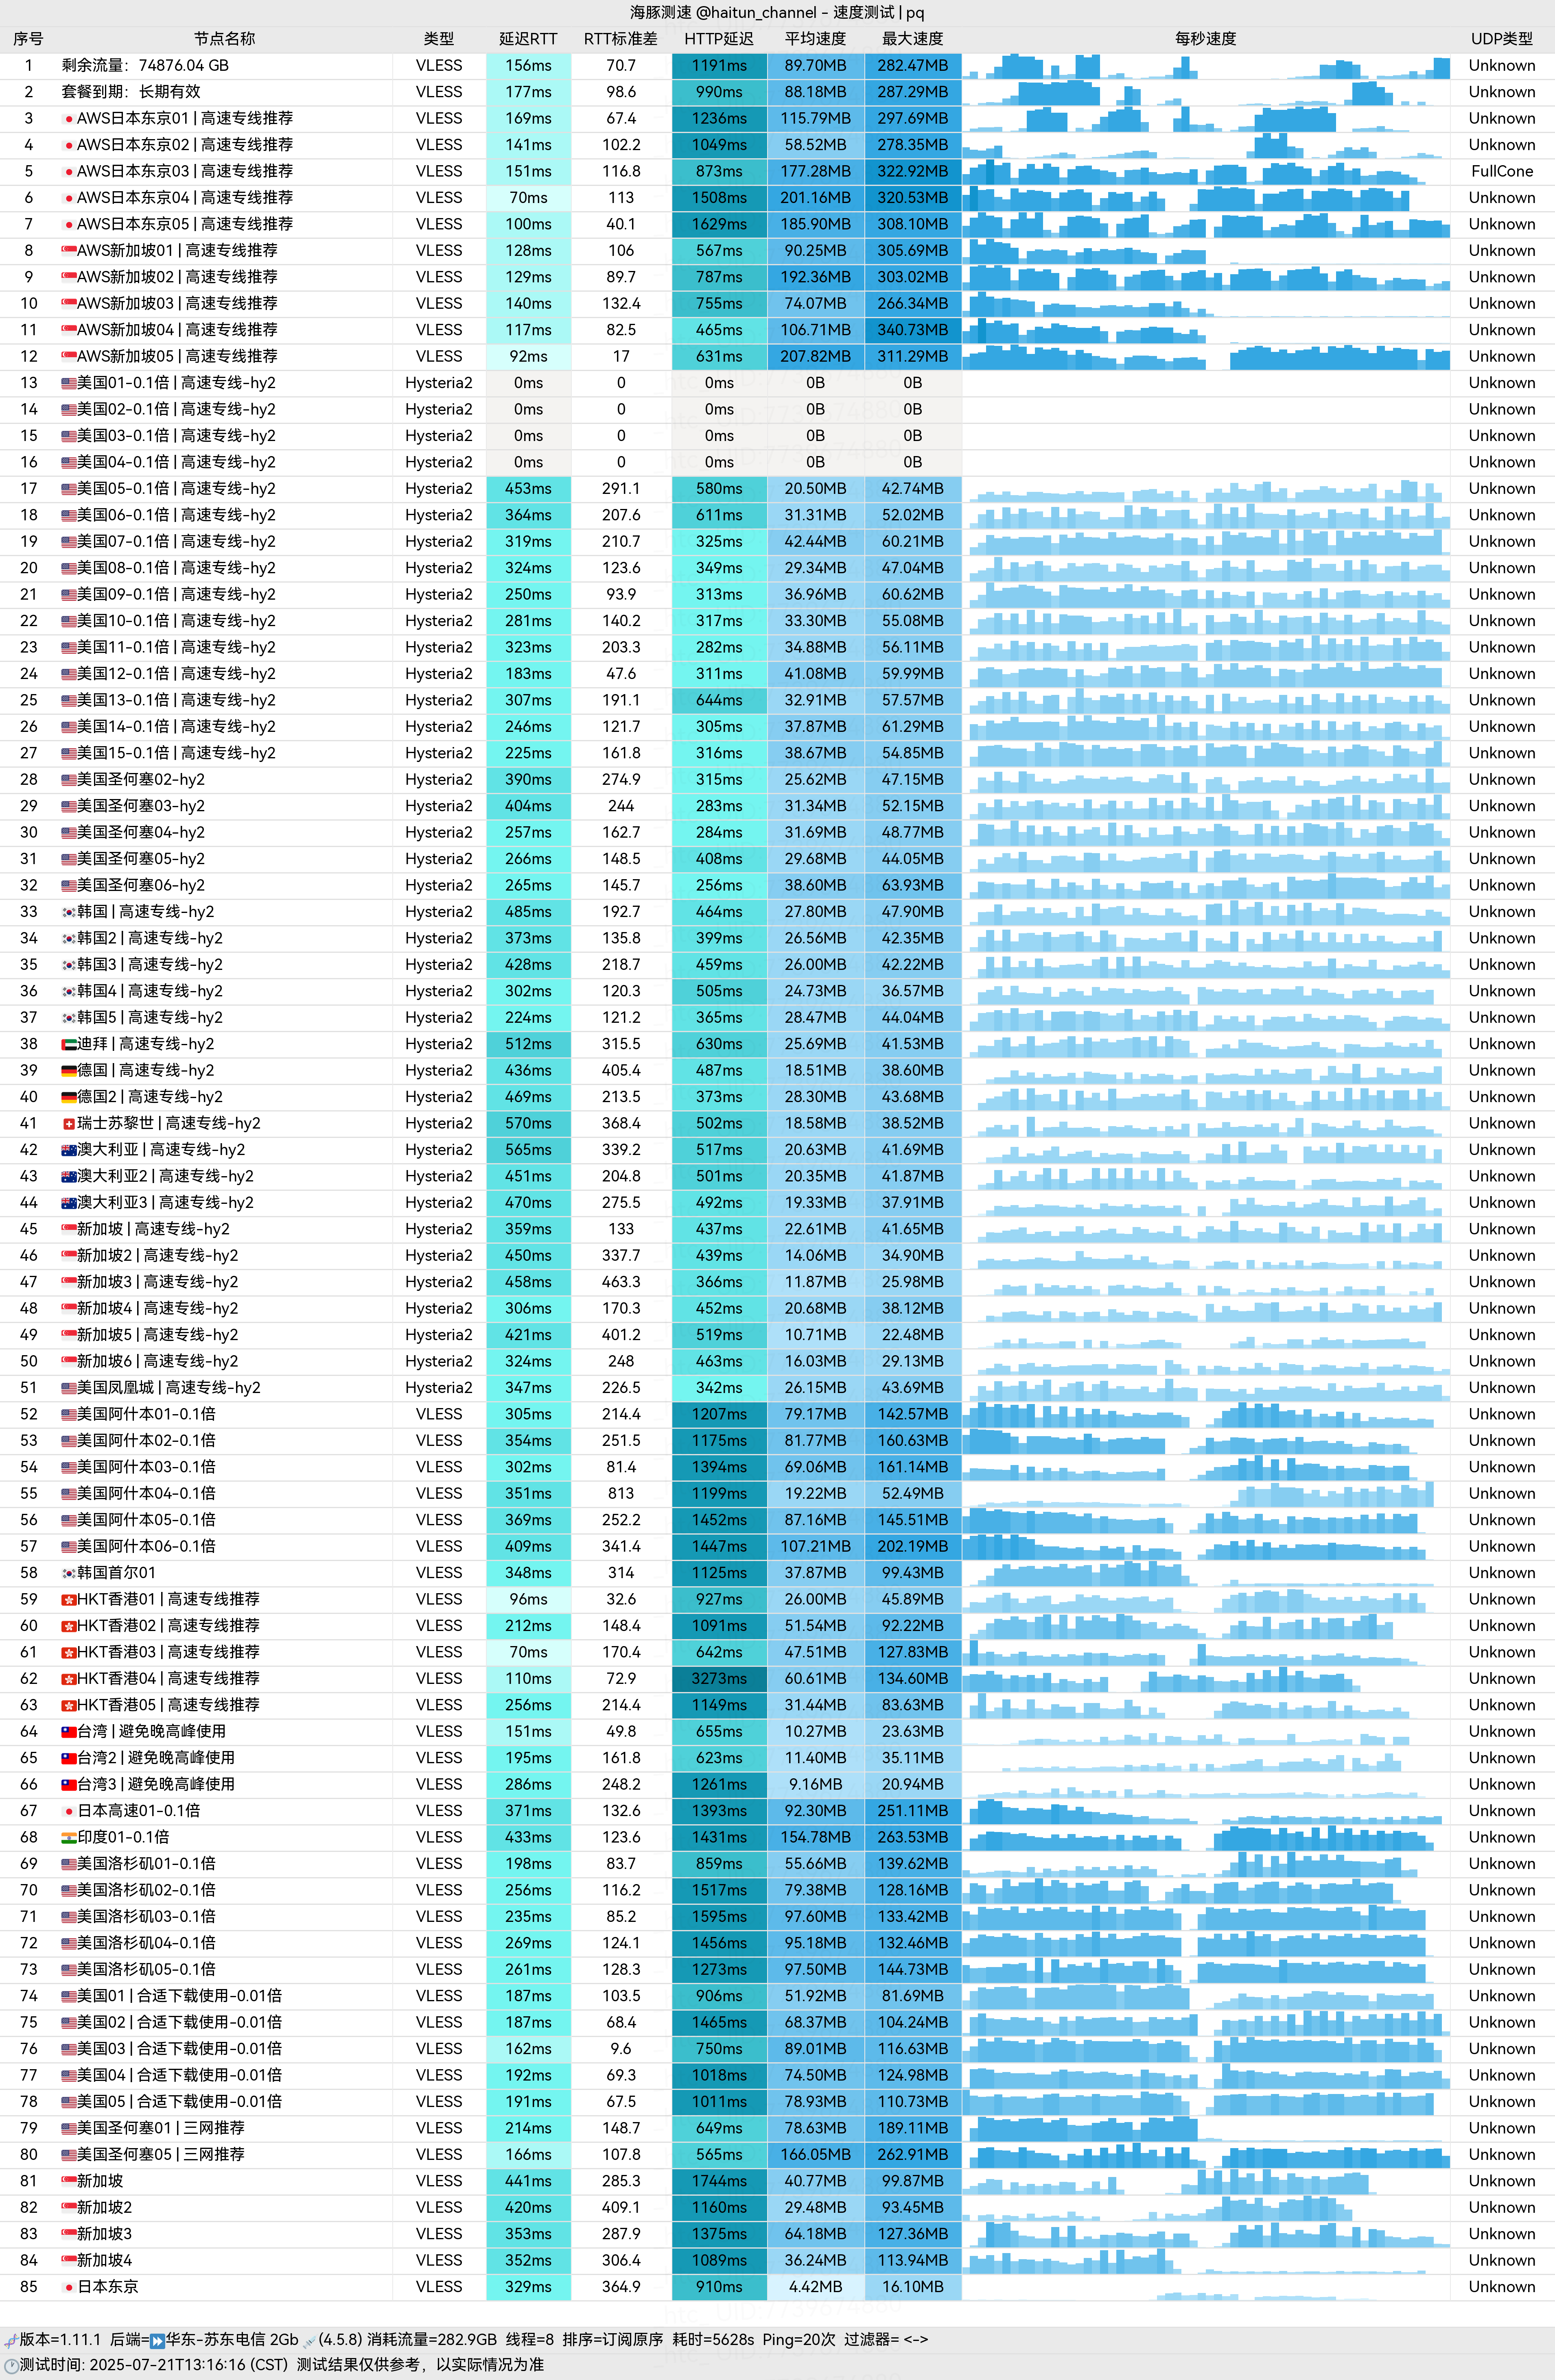 海豚测速 @haitun_channel - 速度测试 | pq
序号 节点名称 类型 延迟RTT RTT标准差 HTTP延迟 平均速度 最大速度 每秒速度 UDP类型
1 剩余流量：74876.04 GB VLESS 156ms 70.7 1191ms 89.70MB 282.47MB Unknown
2 套餐到期：长期有效 VLESS 177ms 98.6 990ms 88.18MB 287.29MB Unknown
3 AWS日本东京01 | 高速专线推荐 VLESS 169ms 67.4 1236ms 115.79MB 297.69MB Unknown
4 AWS日本东京02 | 高速专线推荐 VLESS 141ms 102.2 1049ms 58.52MB 278.35MB Unknown
5 AWS日本东京03 | 高速专线推荐 VLESS 151ms 116.8 873ms 177.28MB 322.92MB FullCone
6 AWS日本东京04 | 高速专线推荐 VLESS 70ms 113 1508ms 201.16MB 320.53MB Unknown
7 AWS日本东京05 | 高速专线推荐 VLESS 100ms 40.1 1629ms 185.90MB 308.10MB Unknown
8 AWS新加坡01 | 高速专线推荐 VLESS 128ms 106 567ms 90.25MB 305.69MB Unknown
9 AWS新加坡02 | 高速专线推荐 VLESS 129ms 89.7 787ms 192.36MB 303.02MB Unknown
10 AWS新加坡03 | 高速专线推荐 VLESS 140ms 132.4 755ms 74.07MB 266.34MB Unknown
11 AWS新加坡04 | 高速专线推荐 VLESS 117ms 82.5 465ms 106.71MB 340.73MB Unknown
12 AWS新加坡05 | 高速专线推荐 VLESS 92ms 17 631ms 207.82MB 311.29MB Unknown
13 美国01-0.1倍 | 高速专线-hy2 Hysteria2 0ms 0 0ms 0B 0B Unknown
14 美国02-0.1倍 | 高速专线-hy2 Hysteria2 0ms 0 0ms 0B 0B Unknown
15 美国03-0.1倍 | 高速专线-hy2 Hysteria2 0ms 0 0ms 0B 0B Unknown
16 美国04-0.1倍 | 高速专线-hy2 Hysteria2 0ms 0 0ms 0B 0B Unknown
17 美国05-0.1倍 | 高速专线-hy2 Hysteria2 453ms 291.1 580ms 20.50MB 42.74MB Unknown
18 美国06-0.1倍 | 高速专线-hy2 Hysteria2 364ms 207.6 611ms 31.31MB 52.02MB Unknown
19 美国07-0.1倍 | 高速专线-hy2 Hysteria2 319ms 210.7 325ms 42.44MB 60.21MB Unknown
20 美国08-0.1倍 | 高速专线-hy2 Hysteria2 324ms 123.6 349ms 29.34MB 47.04MB Unknown
21 美国09-0.1倍 | 高速专线-hy2 Hysteria2 250ms 93.9 313ms 36.96MB 60.62MB Unknown
22 美国10-0.1倍 | 高速专线-hy2 Hysteria2 281ms 140.2 317ms 33.30MB 55.08MB Unknown
23 美国11-0.1倍 | 高速专线-hy2 Hysteria2 323ms 203.3 282ms 34.88MB 56.11MB Unknown
24 美国12-0.1倍 | 高速专线-hy2 Hysteria2 183ms 47.6 311ms 41.08MB 59.99MB Unknown
25 美国13-0.1倍 | 高速专线-hy2 Hysteria2 307ms 191.1 644ms 32.91MB 57.57MB Unknown
26 美国14-0.1倍 | 高速专线-hy2 Hysteria2 246ms 121.7 305ms 37.87MB 61.29MB Unknown
27 美国15-0.1倍 | 高速专线-hy2 Hysteria2 225ms 161.8 316ms 38.67MB 54.85MB Unknown
28 美国圣何塞02-hy2 Hysteria2 390ms 274.9 315ms 25.62MB 47.15MB Unknown
29 美国圣何塞03-hy2 Hysteria2 404ms 244 283ms 31.34MB 52.15MB Unknown
30 美国圣何塞04-hy2 Hysteria2 257ms 162.7 284ms 31.69MB 48.77MB Unknown
31 美国圣何塞05-hy2 Hysteria2 266ms 148.5 408ms 29.68MB 44.05MB Unknown
32 美国圣何塞06-hy2 Hysteria2 265ms 145.7 256ms 38.60MB 63.93MB Unknown
33 韩国 | 高速专线-hy2 Hysteria2 485ms 192.7 464ms 27.80MB 47.90MB Unknown
34 韩国2 | 高速专线-hy2 Hysteria2 373ms 135.8 399ms 26.56MB 42.35MB Unknown
35 韩国3 | 高速专线-hy2 Hysteria2 428ms 218.7 459ms 26.00MB 42.22MB Unknown
36 韩国4 | 高速专线-hy2 Hysteria2 302ms 120.3 505ms 24.73MB 36.57MB Unknown
37 韩国5 | 高速专线-hy2 Hysteria2 224ms 121.2 365ms 28.47MB 44.04MB Unknown
38 迪拜 | 高速专线-hy2 Hysteria2 512ms 315.5 630ms 25.69MB 41.53MB Unknown
39 德国 | 高速专线-hy2 Hysteria2 436ms 405.4 487ms 18.51MB 38.60MB Unknown
40 德国2 | 高速专线-hy2 Hysteria2 469ms 213.5 373ms 28.30MB 43.68MB Unknown
41 瑞士苏黎世 | 高速专线-hy2 Hysteria2 570ms 368.4 502ms 18.58MB 38.52MB Unknown
42 澳大利亚 | 高速专线-hy2 Hysteria2 565ms 339.2 517ms 20.63MB 41.69MB Unknown
43 澳大利亚2 | 高速专线-hy2 Hysteria2 451ms 204.8 501ms 20.35MB 41.87MB Unknown
44 澳大利亚3 | 高速专线-hy2 Hysteria2 470ms 275.5 492ms 19.33MB 37.91MB Unknown
45 新加坡 | 高速专线-hy2 Hysteria2 359ms 133 437ms 22.61MB 41.65MB Unknown
46 新加坡2 | 高速专线-hy2 Hysteria2 450ms 337.7 439ms 14.06MB 34.90MB Unknown
47 新加坡3 | 高速专线-hy2 Hysteria2 458ms 463.3 366ms 11.87MB 25.98MB Unknown
48 新加坡4 | 高速专线-hy2 Hysteria2 306ms 170.3 452ms 20.68MB 38.12MB Unknown
49 新加坡5 | 高速专线-hy2 Hysteria2 421ms 401.2 519ms 10.71MB 22.48MB Unknown
50 新加坡6 | 高速专线-hy2 Hysteria2 324ms 248 463ms 16.03MB 29.13MB Unknown
51 美国凤凰城 | 高速专线-hy2 Hysteria2 347ms 226.5 342ms 26.15MB 43.69MB Unknown
52 美国阿什本01-0.1倍 VLESS 305ms 214.4 1207ms 79.17MB 142.57MB Unknown
53 美国阿什本02-0.1倍 VLESS 354ms 251.5 1175ms 81.77MB 160.63MB Unknown
54 美国阿什本03-0.1倍 VLESS 302ms 81.4 1394ms 69.06MB 161.14MB Unknown
55 美国阿什本04-0.1倍 VLESS 351ms 813 1199ms 19.22MB 52.49MB Unknown
56 美国阿什本05-0.1倍 VLESS 369ms 252.2 1452ms 87.16MB 145.51MB Unknown
57 美国阿什本06-0.1倍 VLESS 409ms 341.4 1447ms 107.21MB 202.19MB Unknown
58 韩国首尔01 VLESS 348ms 314 1125ms 37.87MB 99.43MB Unknown
59 HKT香港01 | 高速专线推荐 VLESS 96ms 32.6 927ms 26.00MB 45.89MB Unknown
60 HKT香港02 | 高速专线推荐 VLESS 212ms 148.4 1091ms 51.54MB 92.22MB Unknown
61 HKT香港03 | 高速专线推荐 VLESS 70ms 170.4 642ms 47.51MB 127.83MB Unknown
62 HKT香港04 | 高速专线推荐 VLESS 110ms 72.9 3273ms 60.61MB 134.60MB Unknown
63 HKT香港05 | 高速专线推荐 VLESS 256ms 214.4 1149ms 31.44MB 83.63MB Unknown
64 台湾 | 避免晚高峰使用 VLESS 151ms 49.8 655ms 10.27MB 23.63MB Unknown
65 台湾2 | 避免晚高峰使用 VLESS 195ms 161.8 623ms 11.40MB 35.11MB Unknown
66 台湾3 | 避免晚高峰使用 VLESS 286ms 248.2 1261ms 9.16MB 20.94MB Unknown
67 日本高速01-0.1倍 VLESS 371ms 132.6 1393ms 92.30MB 251.11MB Unknown
68 印度01-0.1倍 VLESS 433ms 123.6 1431ms 154.78MB 263.53MB Unknown
69 美国洛杉矶01-0.1倍 VLESS 198ms 83.7 859ms 55.66MB 139.62MB Unknown
70 美国洛杉矶02-0.1倍 VLESS 256ms 116.2 1517ms 79.38MB 128.16MB Unknown
71 美国洛杉矶03-0.1倍 VLESS 235ms 85.2 1595ms 97.60MB 133.42MB Unknown
72 美国洛杉矶04-0.1倍 VLESS 269ms 124.1 1456ms 95.18MB 132.46MB Unknown
73 美国洛杉矶05-0.1倍 VLESS 261ms 128.3 1273ms 97.50MB 144.73MB Unknown
74 美国01 | 合适下载使用-0.01倍 VLESS 187ms 103.5 906ms 51.92MB 81.69MB Unknown
75 美国02 | 合适下载使用-0.01倍 VLESS 187ms 68.4 1465ms 68.37MB 104.24MB Unknown
76 美国03 | 合适下载使用-0.01倍 VLESS 162ms 9.6 750ms 89.01MB 116.63MB Unknown
77 美国04 | 合适下载使用-0.01倍 VLESS 192ms 69.3 1018ms 74.50MB 124.98MB Unknown
78 美国05 | 合适下载使用-0.01倍 VLESS 191ms 67.5 1011ms 78.93MB 110.73MB Unknown
79 美国圣何塞01 | 三网推荐 VLESS 214ms 148.7 649ms 78.63MB 189.11MB Unknown
80 美国圣何塞05 | 三网推荐 VLESS 166ms 107.8 565ms 166.05MB 262.91MB Unknown
81 新加坡 VLESS 441ms 285.3 1744ms 40.77MB 99.87MB Unknown
82 新加坡2 VLESS 420ms 409.1 1160ms 29.48MB 93.45MB Unknown
83 新加坡3 VLESS 353ms 287.9 1375ms 64.18MB 127.36MB Unknown
84 新加坡4 VLESS 352ms 306.4 1089ms 36.24MB 113.94MB Unknown
85 日本东京 VLESS 329ms 364.9 910ms 4.42MB 16.10MB Unknown
版本=1.11.1 后端=华东-苏东电信 2Gb (4.5.8) 消耗流量=282.9GB 线程=8 排序=订阅原序 耗时=5628s Ping=20次 过滤器= <->
测试时间: 2025-07-21T13:16:16 (CST) 测试结果仅供参考，以实际情况为准